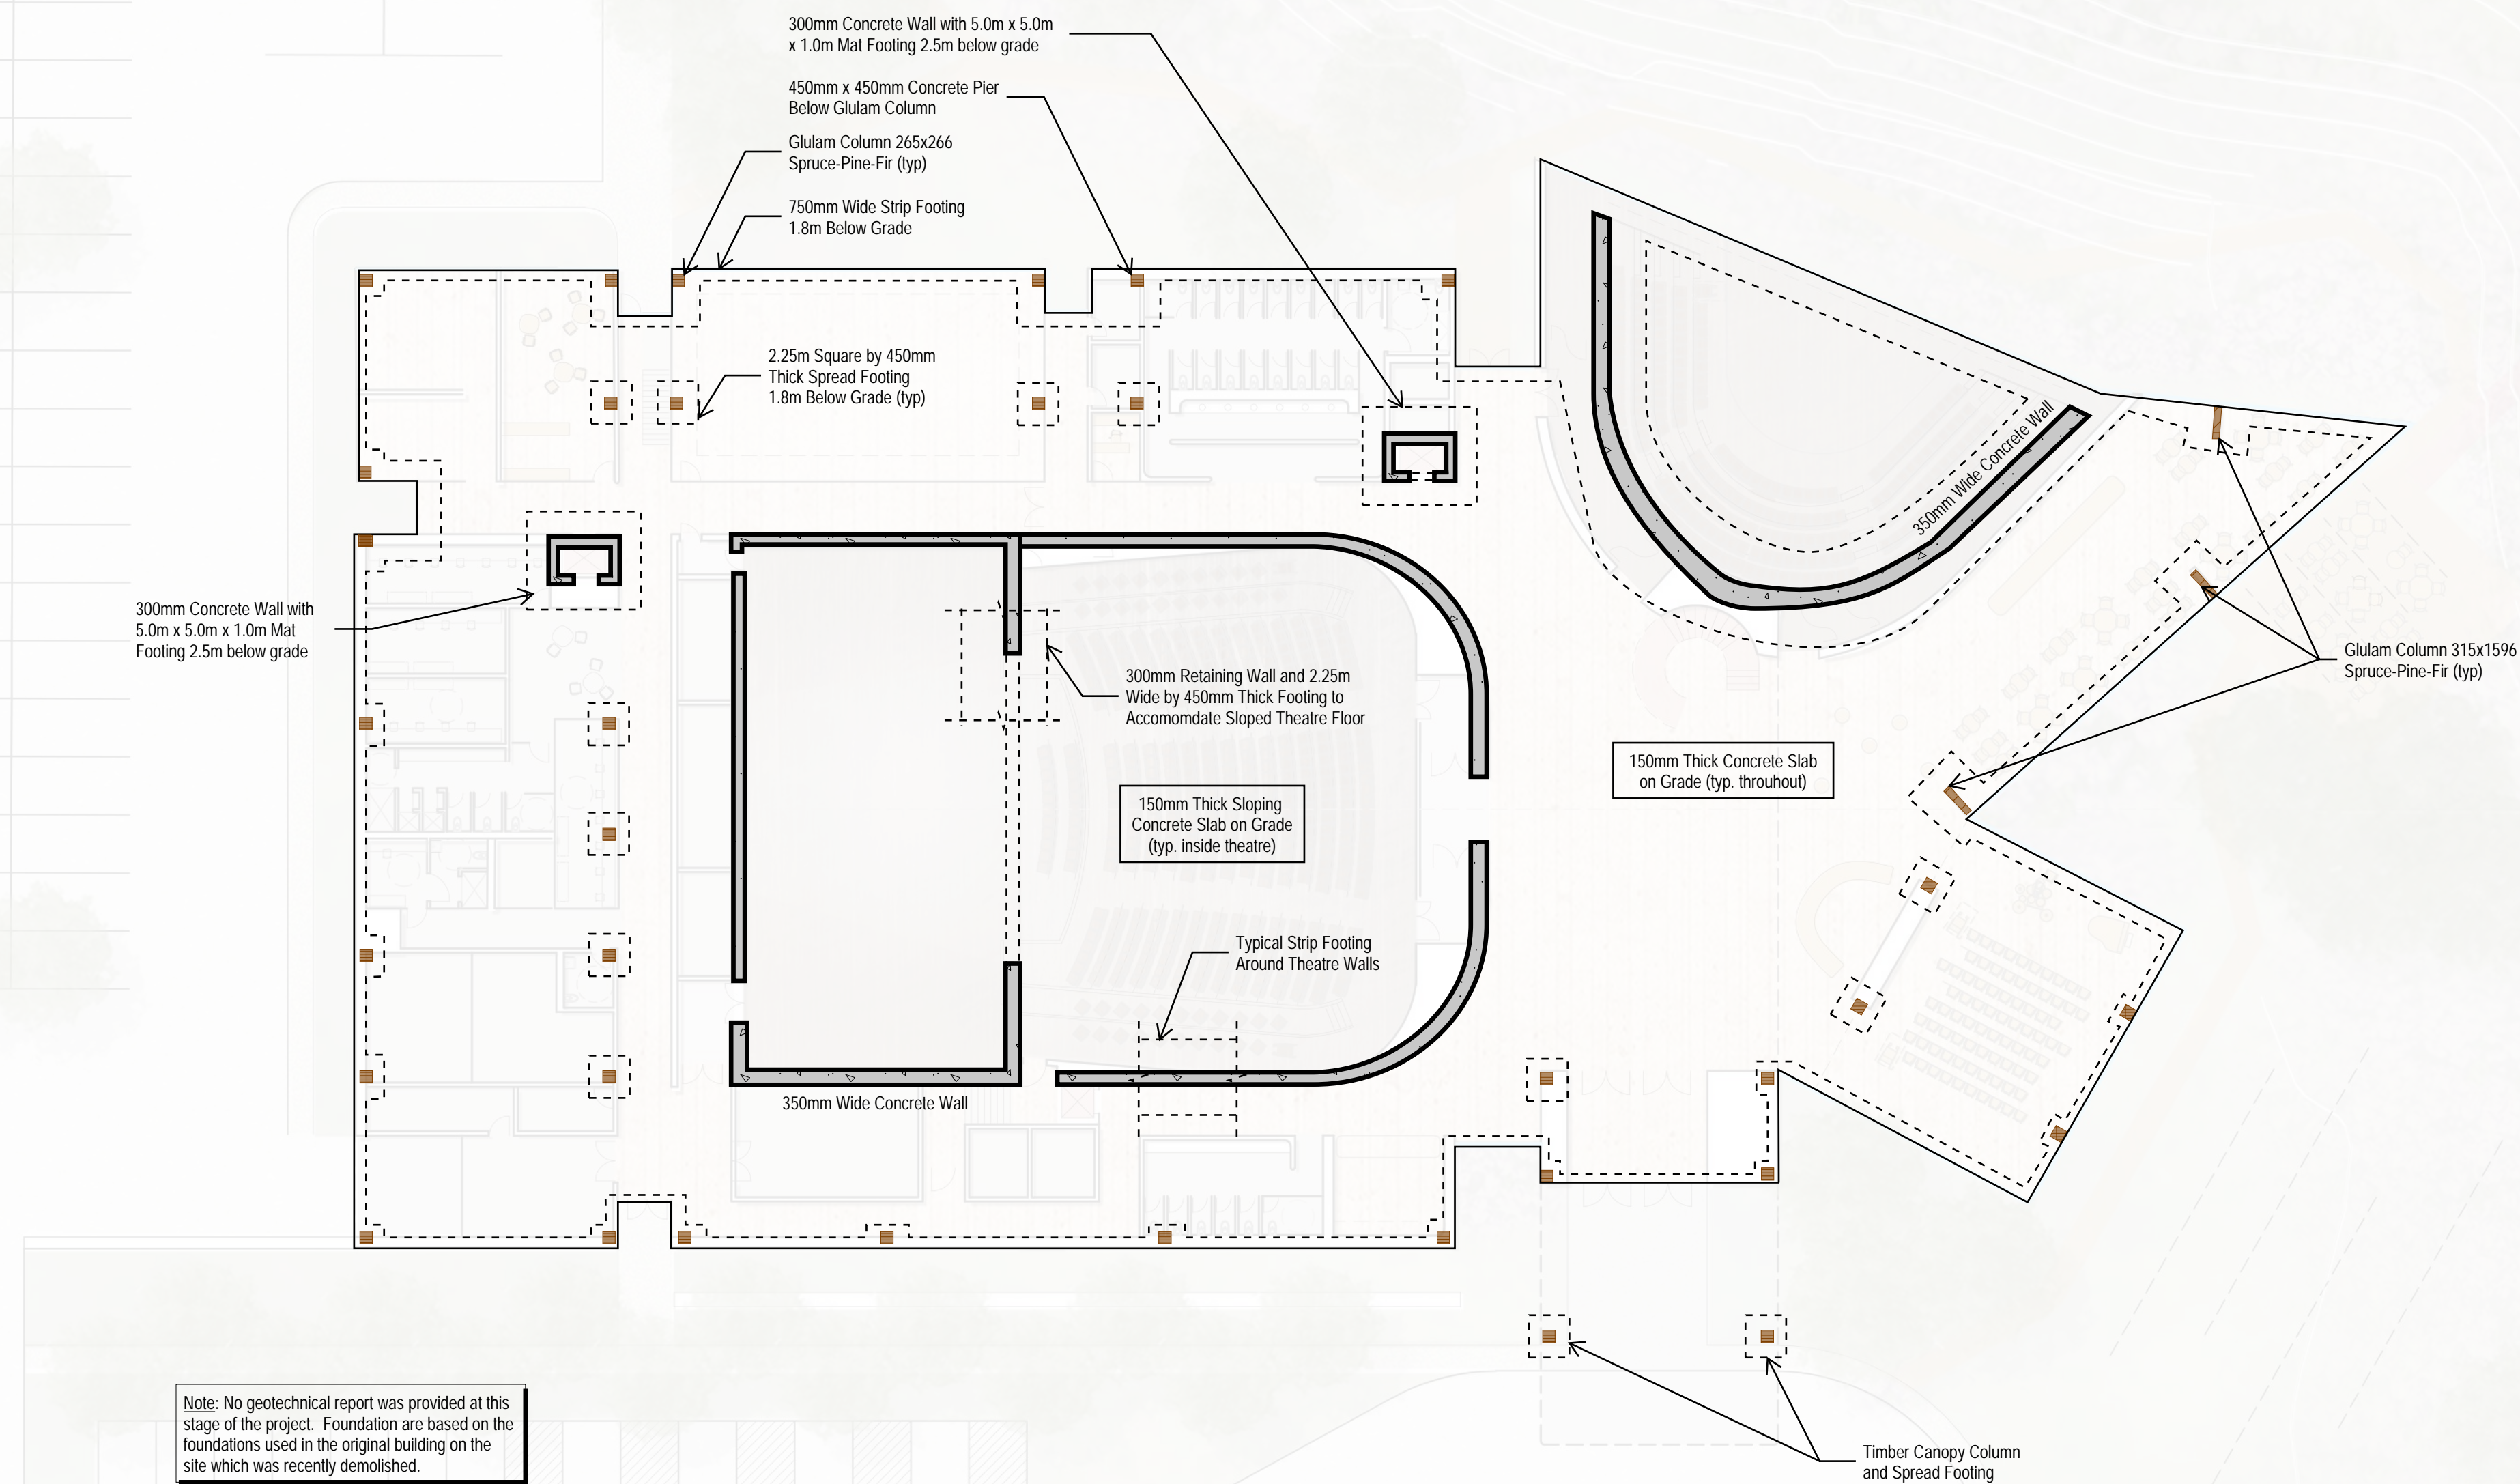 300mm Concrete Wall with 5.0m x 5.0m
x 1.0m Mat Footing 2.5m below grade
450mm x 450mm Concrete Pier
Below Glulam Column
Glulam Column 265x266
Spruce-Pine-Fir (typ)
750mm Wide Strip Footing
1.8m Below Grade
2.25m Square by 450mm
Thick Spread Footing
1.8m Below Grade (typ)
350mm Wide Concrete Wall
300mm Concrete Wall with
5.0m x 5.0m x 1.0m Mat
Footing 2.5m below grade
300mm Retaining Wall and 2.25m
Wide by 450mm Thick Footing to
Accomomdate Sloped Theatre Floor
Glulam Column 315x1596
Spruce-Pine-Fir (typ)
150mm Thick Concrete Slab
on Grade (typ. throuhout)
150mm Thick Sloping
Concrete Slab on Grade
(typ. inside theatre)
Typical Strip Footing
Around Theatre Walls
350mm Wide Concrete Wall
Note: No geotechnical report was provided at this
stage of the project. Foundation are based on the
foundations used in the original building on the
site which was recently demolished.
Timber Canopy Column
and Spread Footing